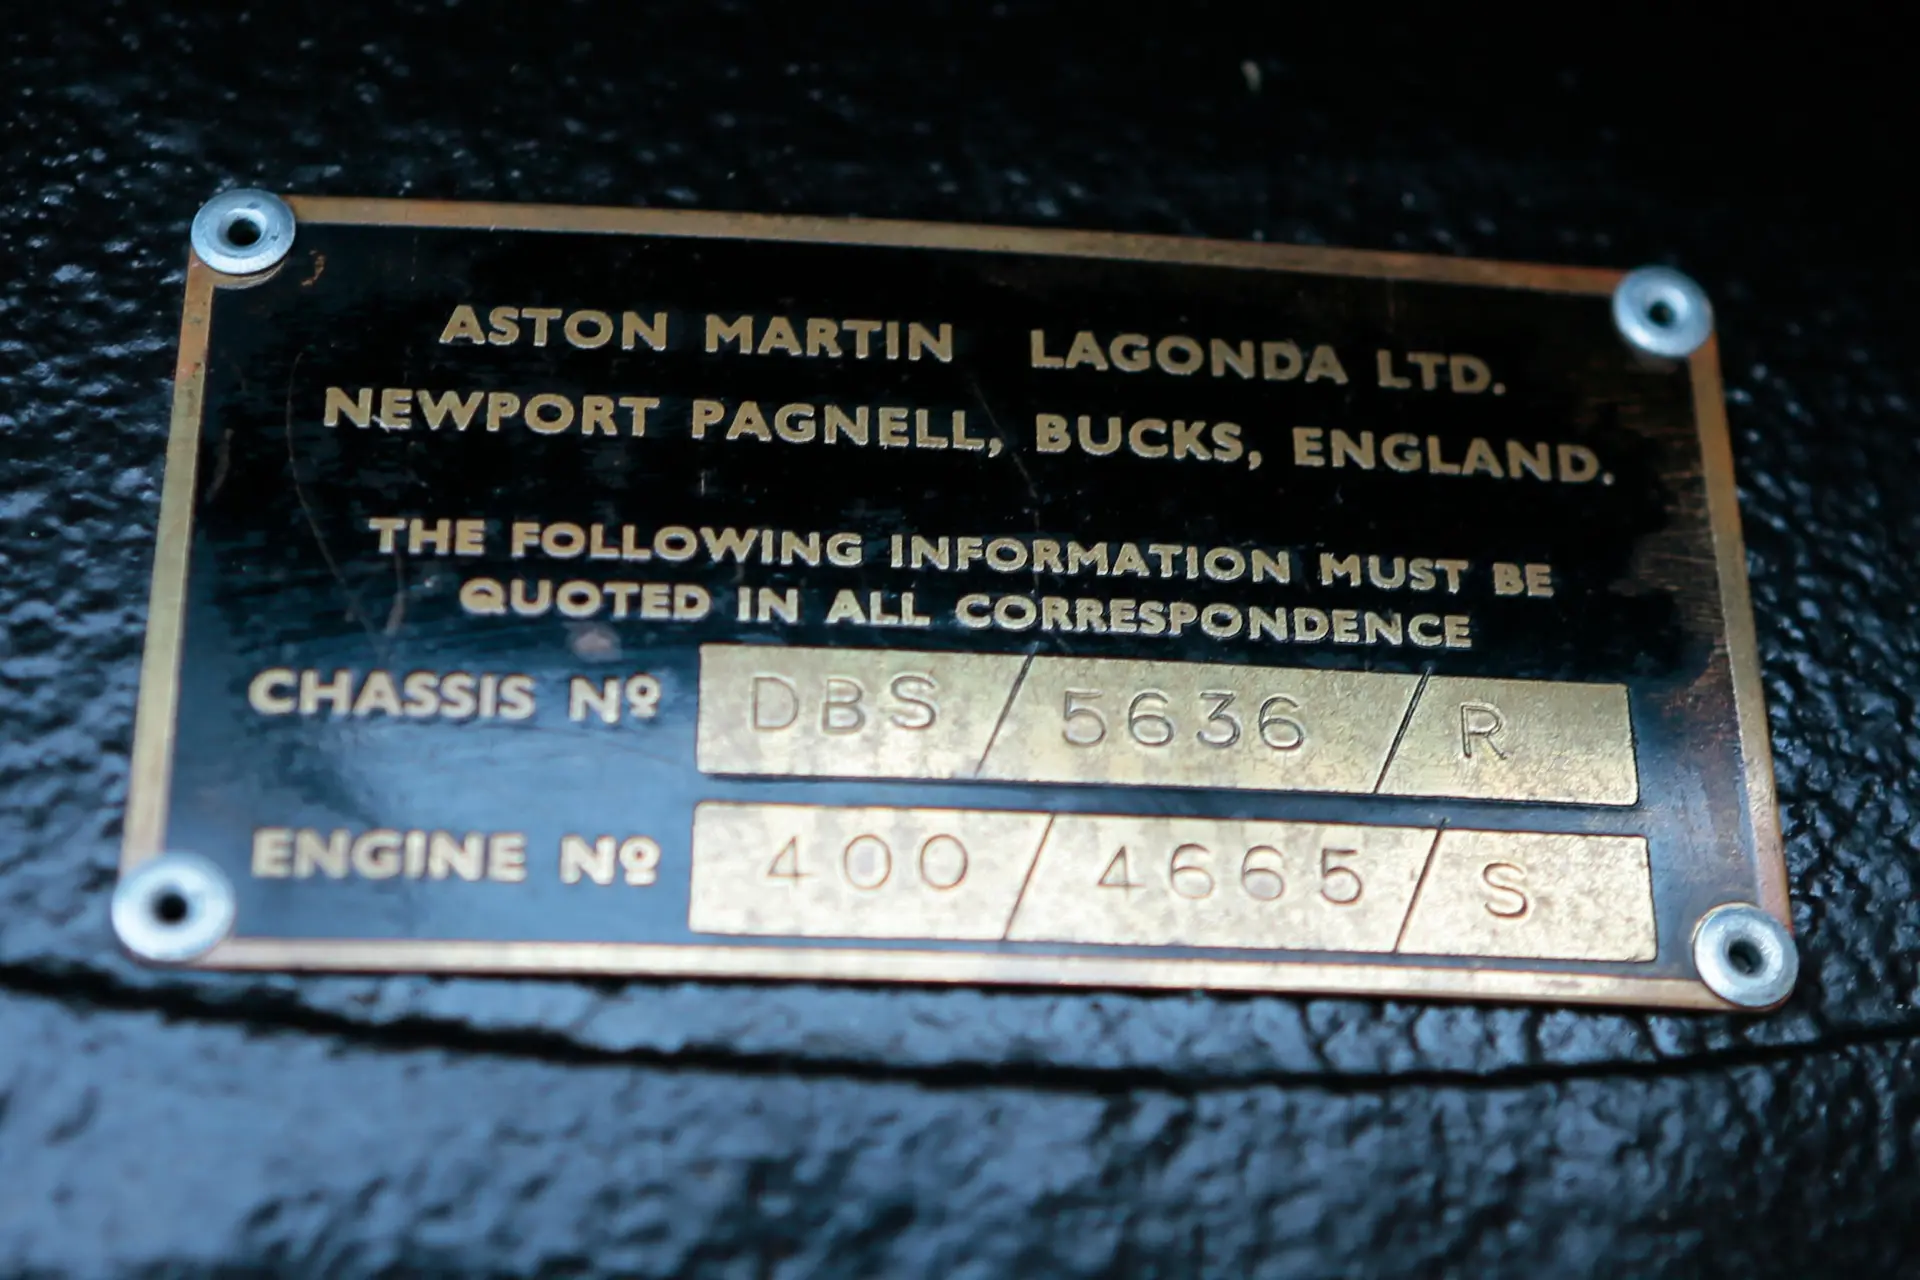 ASTON MARTIN LAGONDA LTD.
NEWPORT PAGNELL, BUCKS, ENGLAND.
THE FOLLOWING INFORMATION MUST BE
QUOTED IN ALL CORRESPONDENCE
CHASSIS Nº DBS/5636/R
ENGINE Nº 400/4665/S